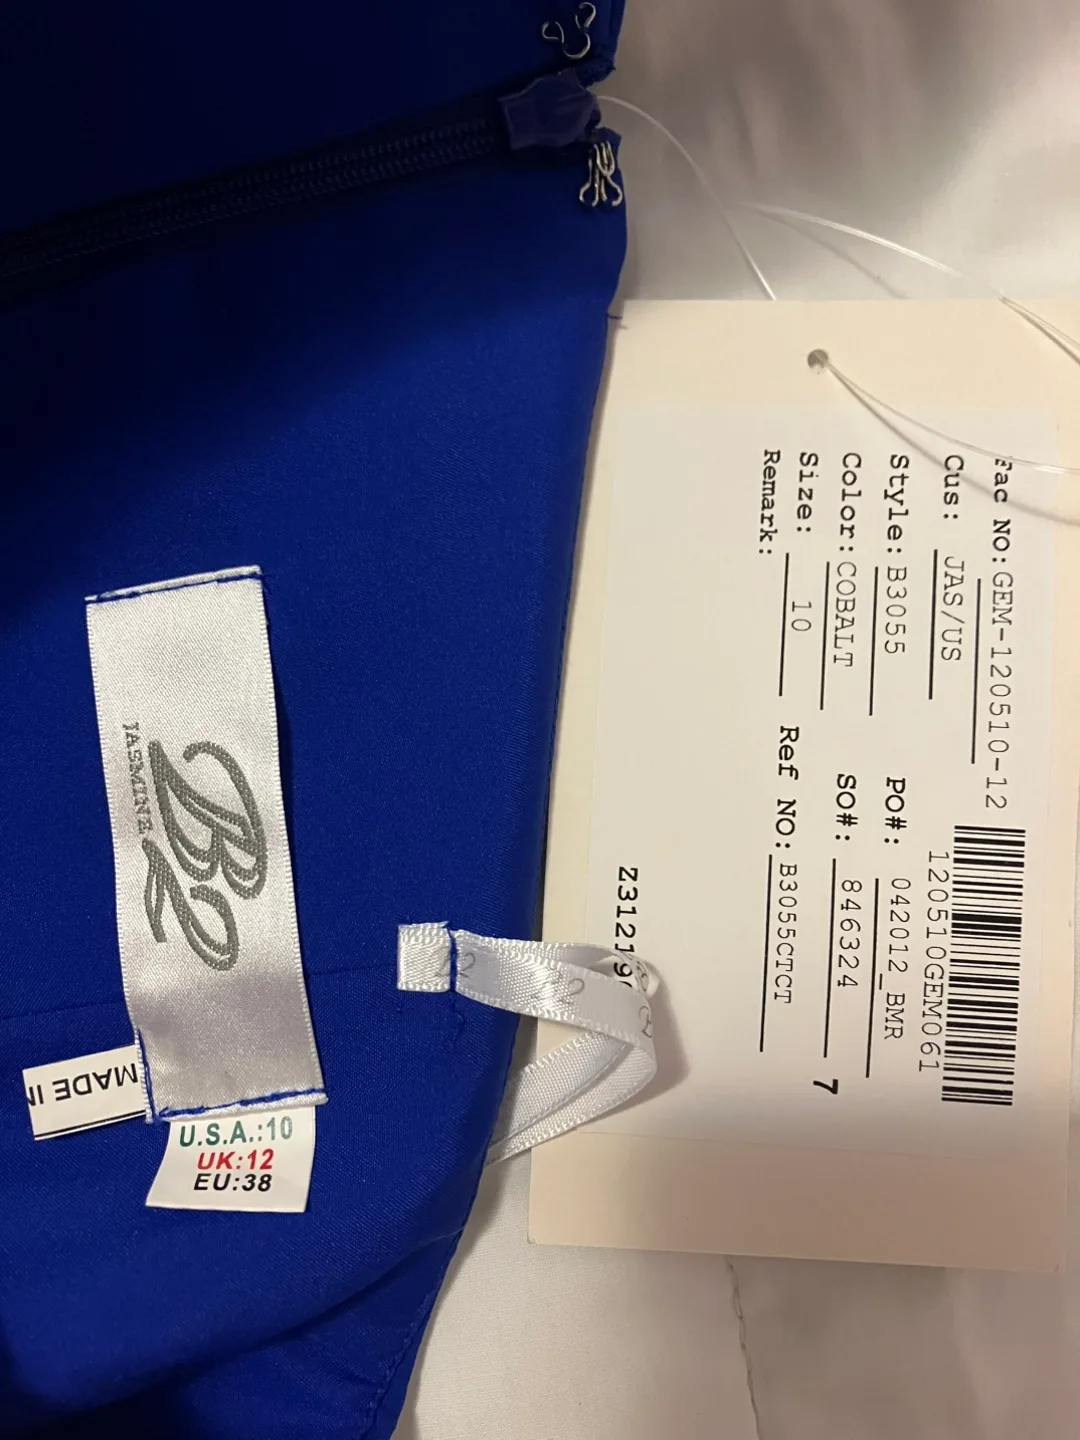 Fac NO:GEM-120510-12
Cus: JAS/US
120510GEM061
Style:B3055 PO#: 042012_BMR
Color:COBALT SO#: 846324 7
Size: 10 Ref NO:B3055CTCT
Remark:
B2
JASMINE
MADE IN
U.S.A.:10
UK:12
EU:38